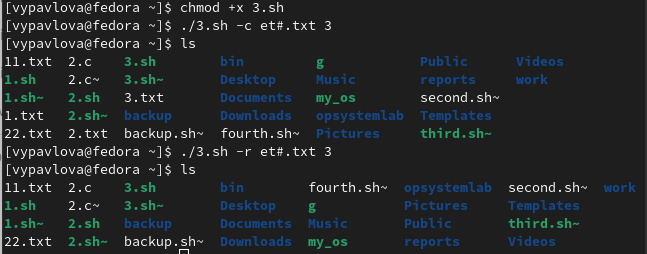 [vypavlova@fedora ~]$ chmod +x 3.sh
[vypavlova@fedora ~]$ ./3.sh -c et#.txt 3
[vypavlova@fedora ~]$ ls
11.txt 2.c 3.sh bin g Public Videos
1.sh 2.c~ 3.sh~ Desktop Music reports work
1.sh~ 2.sh 3.txt Documents my_os second.sh~
1.txt 2.sh~ backup Downloads opsystemlab Templates
22.txt 2.txt backup.sh~ fourth.sh~ Pictures third.sh~
[vypavlova@fedora ~]$ ./3.sh -r et#.txt 3
[vypavlova@fedora ~]$ ls
11.txt 2.c 3.sh bin fourth.sh~ opsystemlab second.sh~ work
1.sh 2.c~ 3.sh~ Desktop g Pictures Templates
1.sh~ 2.sh backup Documents Music Public third.sh~
22.txt 2.sh~ backup.sh~ Downloads my_os reports Videos